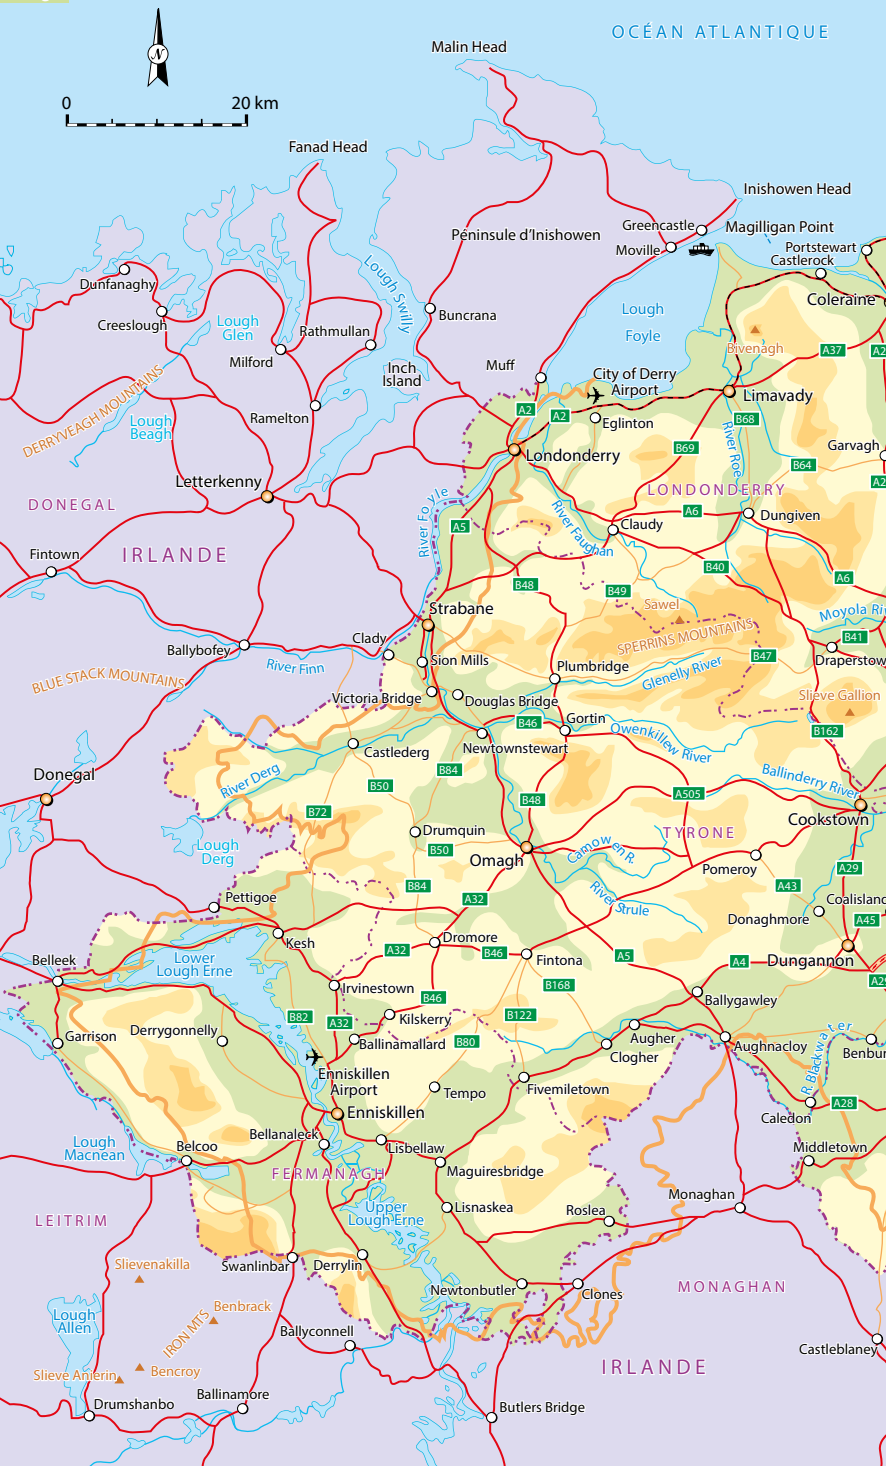 OCÉAN ATLANTIQUE
N
Malin Head
0
20 km
Fanad Head
Inishowen Head
Greencastle
Magilligan Point
Péninsule d'Inishowen
Moville
Portstewart
Castlerock
Dunfanaghy
Lough Swilly
Coleraine
Creeslough
Lough
Glen
Rathmullan
Buncrana
Lough
Foyle
Bivenagh
A37
A2
Milford
Inch
Island
Muff
City of Derry
Airport
Limavady
DERRYVEAGH MOUNTAINS
Lough
Beagh
Ramelton
A2
A2
Eglinton
B68
River Roe
B69
Garvagh
B64
Londonderry
Letterkenny
A2
DONEGAL
LONDONDERRY
River Foyle
A5
River Faughan
A6
Dungiven
Claudy
IRLANDE
Fintown
B40
A6
B48
B49
Strabane
Sawel
Moyola Ri
SPERRINS MOUNTAINS
B41
Clady
Ballybofey
River Finn
Sion Mills
B47
Draperstow
Plumbridge
Glenelly River
BLUE STACK MOUNTAINS
Victoria Bridge
Douglas Bridge
Slieve Gallion
B46
Gortin
Owenkillew River
B162
Castlederg
Newtownstewart
Donegal
River Derg
B84
B50
Ballinderry River
A505
B48
B72
Cookstown
Drumquin
TYRONE
Lough
Derg
B50
Omagh
Camowen R.
Pomeroy
A29
B84
A43
A32
River Strule
Coalisland
Pettigoe
Donaghmore
A45
Kesh
Dromore
A32
B46
Fintona
A5
A4
Dungannon
Belleek
Lower
Lough Erne
A29
Irvinestown
B168
B46
Ballygawley
B82
A32
Kilskerry
B122
Derrygonnelly
Garrison
Ballinamallard
B80
Augher
Clogher
Aughnacloy
R. Blackwater
Benbur
Enniskillen
Airport
Tempo
Fivemiletown
A28
Enniskillen
Caledon
Bellanaleck
Lough
Macnean
Belcoo
Lisbellaw
Middletown
FERMANAGH
Maguiresbridge
Monaghan
LEITRIM
Upper
Lough Erne
Lisnaskea
Roslea
Slievenakilla
Swanlinbar
Derrylin
Newtonbutler
Clones
MONAGHAN
Lough
Allen
Benbrack
IRON MTS
Ballyconnell
Castleblaney
Slieve Anierin
Bencroy
IRLANDE
Drumshanbo
Ballinamore
Butlers Bridge